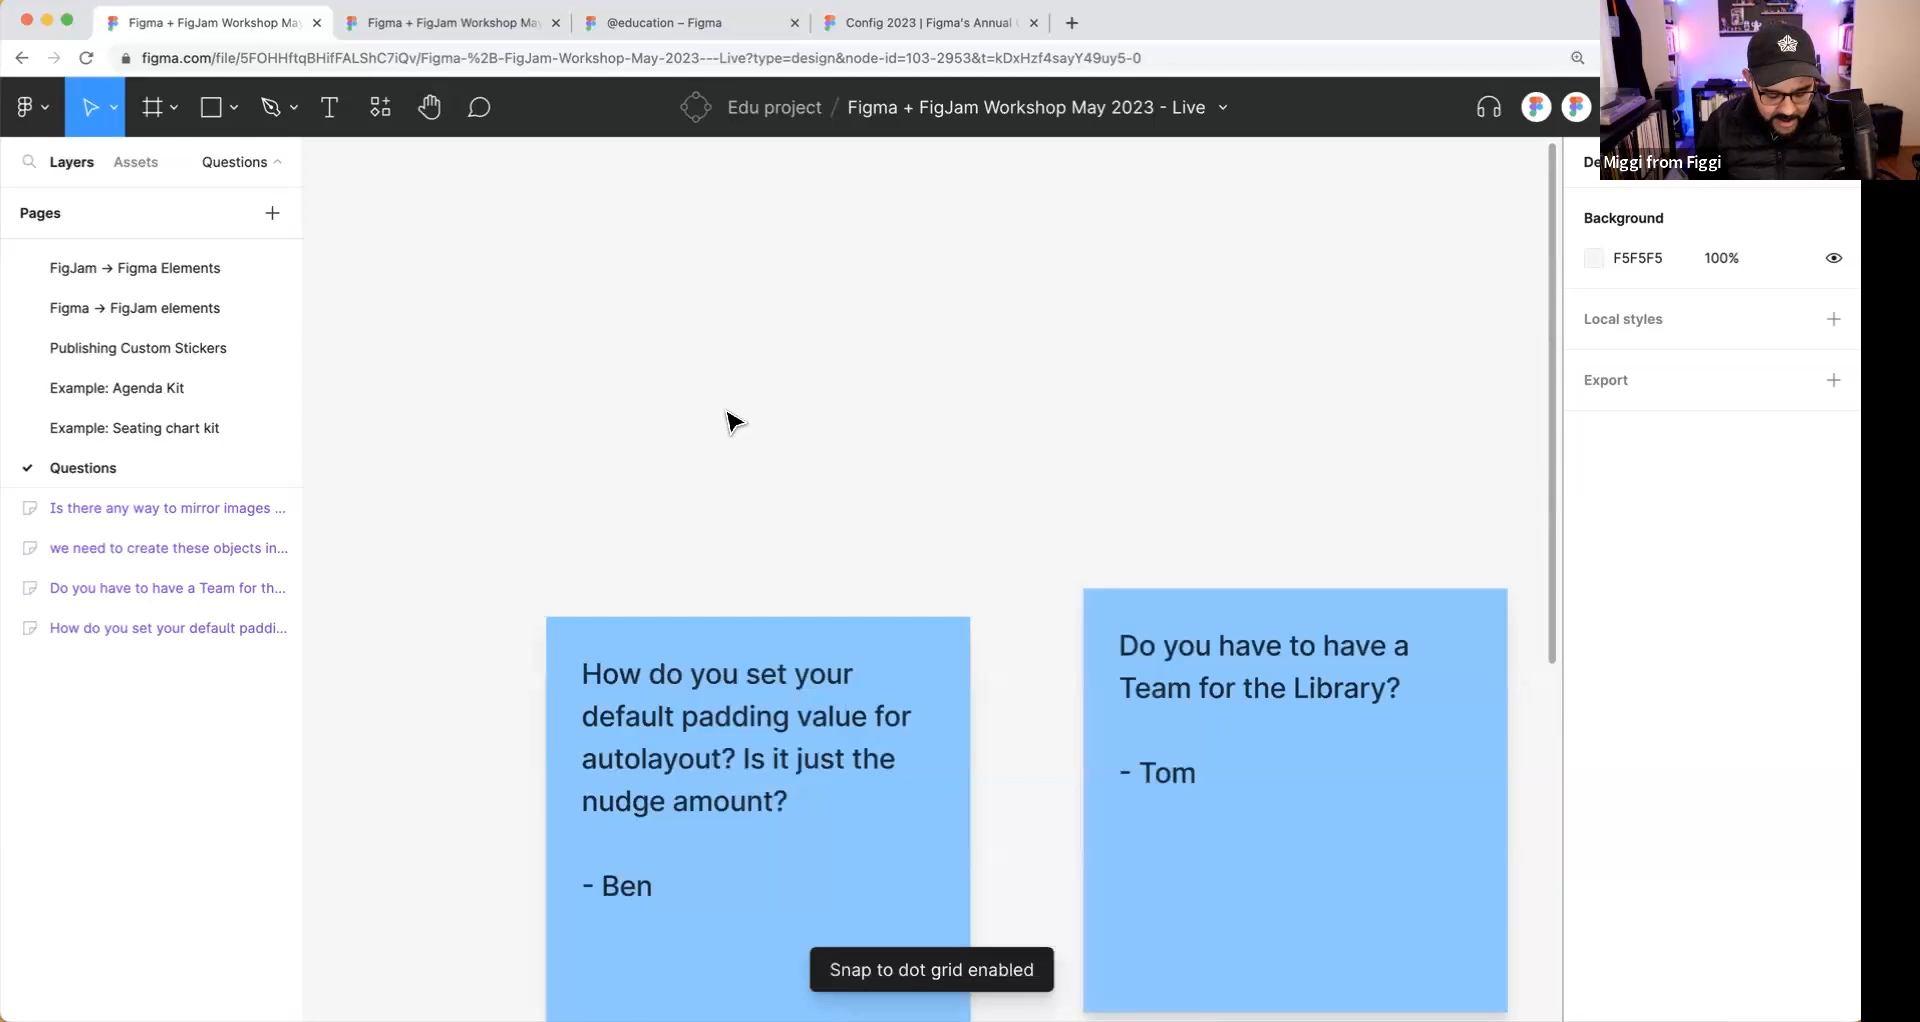 Figma + FigJam Workshop Ma
Figma + FigJam Workshop Ma
@education – Figma
Config 2023 | Figma's Annual
figma.com/file/5FOHHftqBHifFALShC7iQv/Figma-%2B-FigJam-Workshop-May-2023---Live?type=design&node-id=103-2953&t=kDxHzf4sayY49uy5-0
Edu project / Figma + FigJam Workshop May 2023 - Live
Miggi from Figgi
Layers Assets Questions
De
Pages
Background
FigJam → Figma Elements
F5F5F5 100%
Figma → FigJam elements
Local styles
Publishing Custom Stickers
Export
Example: Agenda Kit
Example: Seating chart kit
Questions
Is there any way to mirror images ...
we need to create these objects in...
Do you have to have a Team for th...
How do you set your default paddi...
How do you set your
default padding value for
autolayout? Is it just the
nudge amount?
- Ben
Do you have to have a
Team for the Library?
- Tom
Snap to dot grid enabled